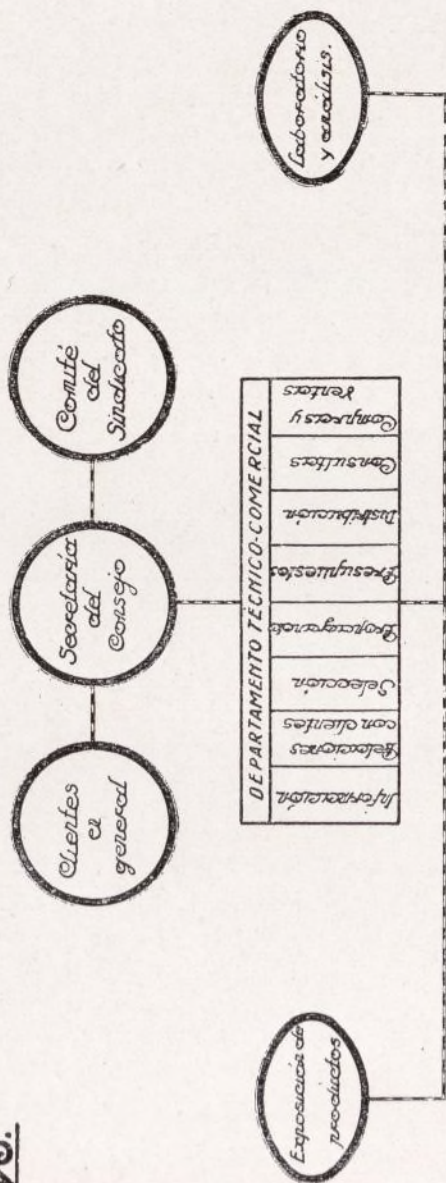 Clientes
en
general
Secretaría
del
Consejo
Comité
del
Sindicato
DEPARTAMENTO TÉCNICO-COMERCIAL
Información
Relaciones
con clientes
Selección
Propaganda
Presupuestos
Distribución
Consultas
Compras y
Ventas
Exposición de
productos
Laboratorio
y análisis.